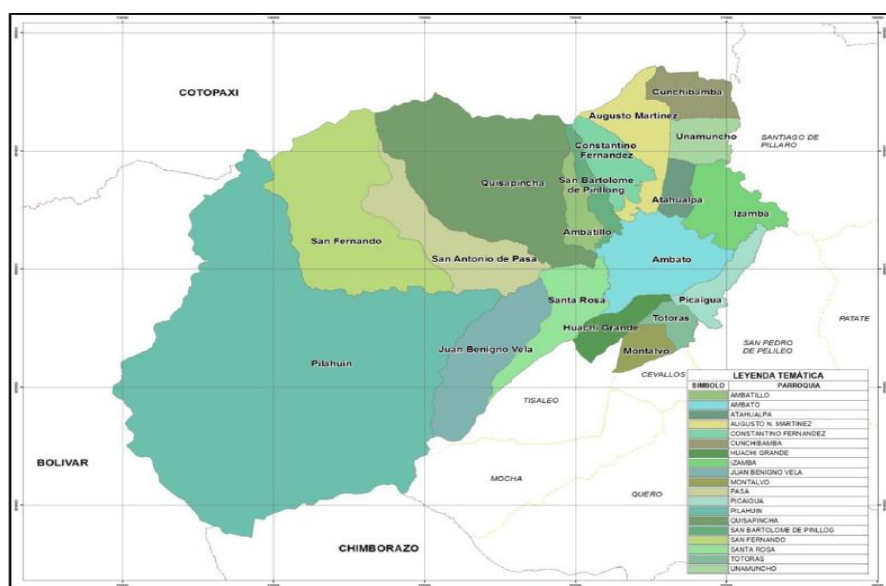 COTOPAXI
Cunchibamba
Augusto Martinez
Unamuncho
SANTIAGO DE
PILLARO
Constantino
Fernandez
Quisapincha
San Bartolome
de Pinllong
Atahualpa
Izamba
Ambatillo
San Fernando
San Antonio de Pasa
Ambato
Santa Rosa
Picaigua
Totoras
PATATE
Huachi Grande
SAN PEDRO
DE PELILEO
Juan Benigno Vela
Montalvo
Pilahuin
CEVALLOS
TISALEO
BOLIVAR
MOCHA
QUERO
CHIMBORAZO
LEYENDA TEMÁTICA
SIMBOLO PARROQUIA
AMBATILLO
AMBATO
ATAHUALPA
AUGUSTO N. MARTINEZ
CONSTANTINO FERNANDEZ
CUNCHIBAMBA
HUACHI GRANDE
IZAMBA
JUAN BENIGNO VELA
MONTALVO
PASA
PICAIGUA
PILAHUIN
QUISAPINCHA
SAN BARTOLOME DE PINLLOG
SAN FERNANDO
SANTA ROSA
TOTORAS
UNAMUNCHO